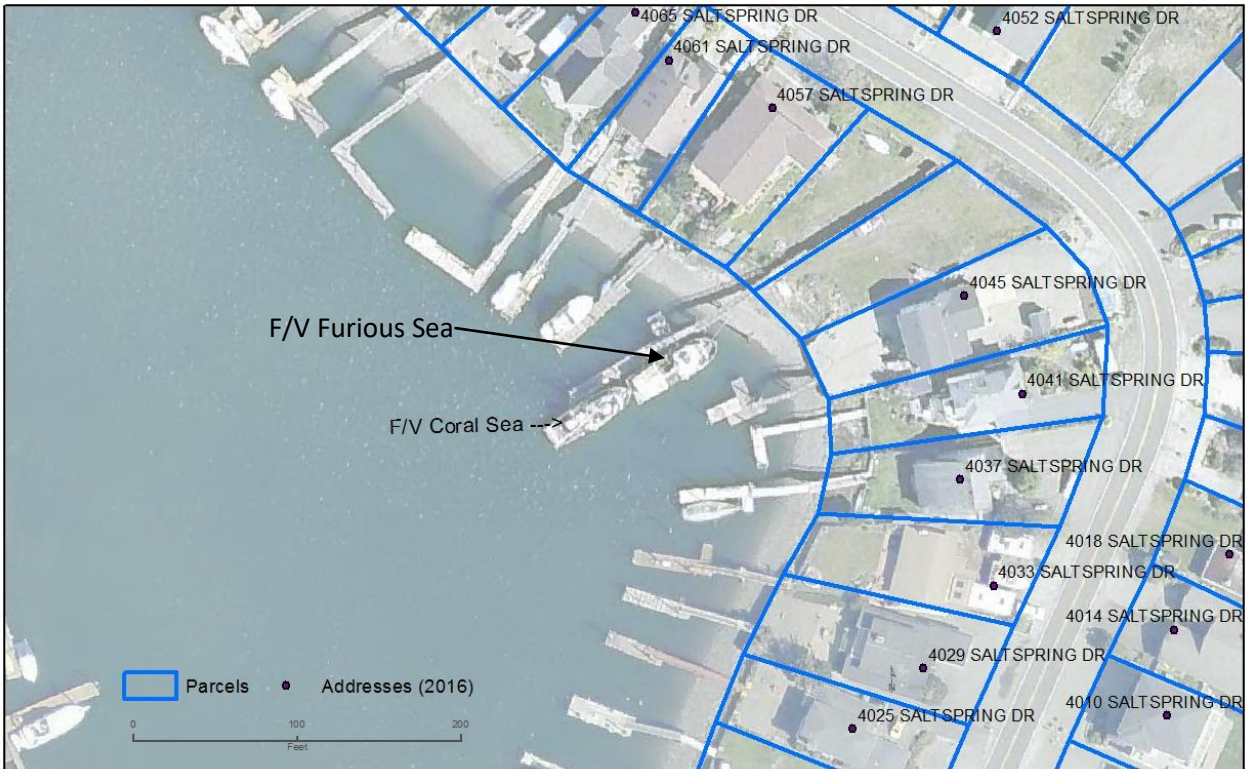 4065 SALTSPRING DR
4052 SALTSPRING DR
4061 SALTSPRING DR
4057 SALTSPRING DR
4045 SALTSPRING DR
F/V Furious Sea
4041 SALTSPRING DR
F/V Coral Sea --->
4037 SALTSPRING DR
4018 SALTSPRING DR
4033 SALTSPRING DR
4014 SALTSPRING DR
4029 SALTSPRING DR
Parcels
Addresses (2016)
4010 SALTSPRING DR
0 100 200
4025 SALTSPRING DR
Feet